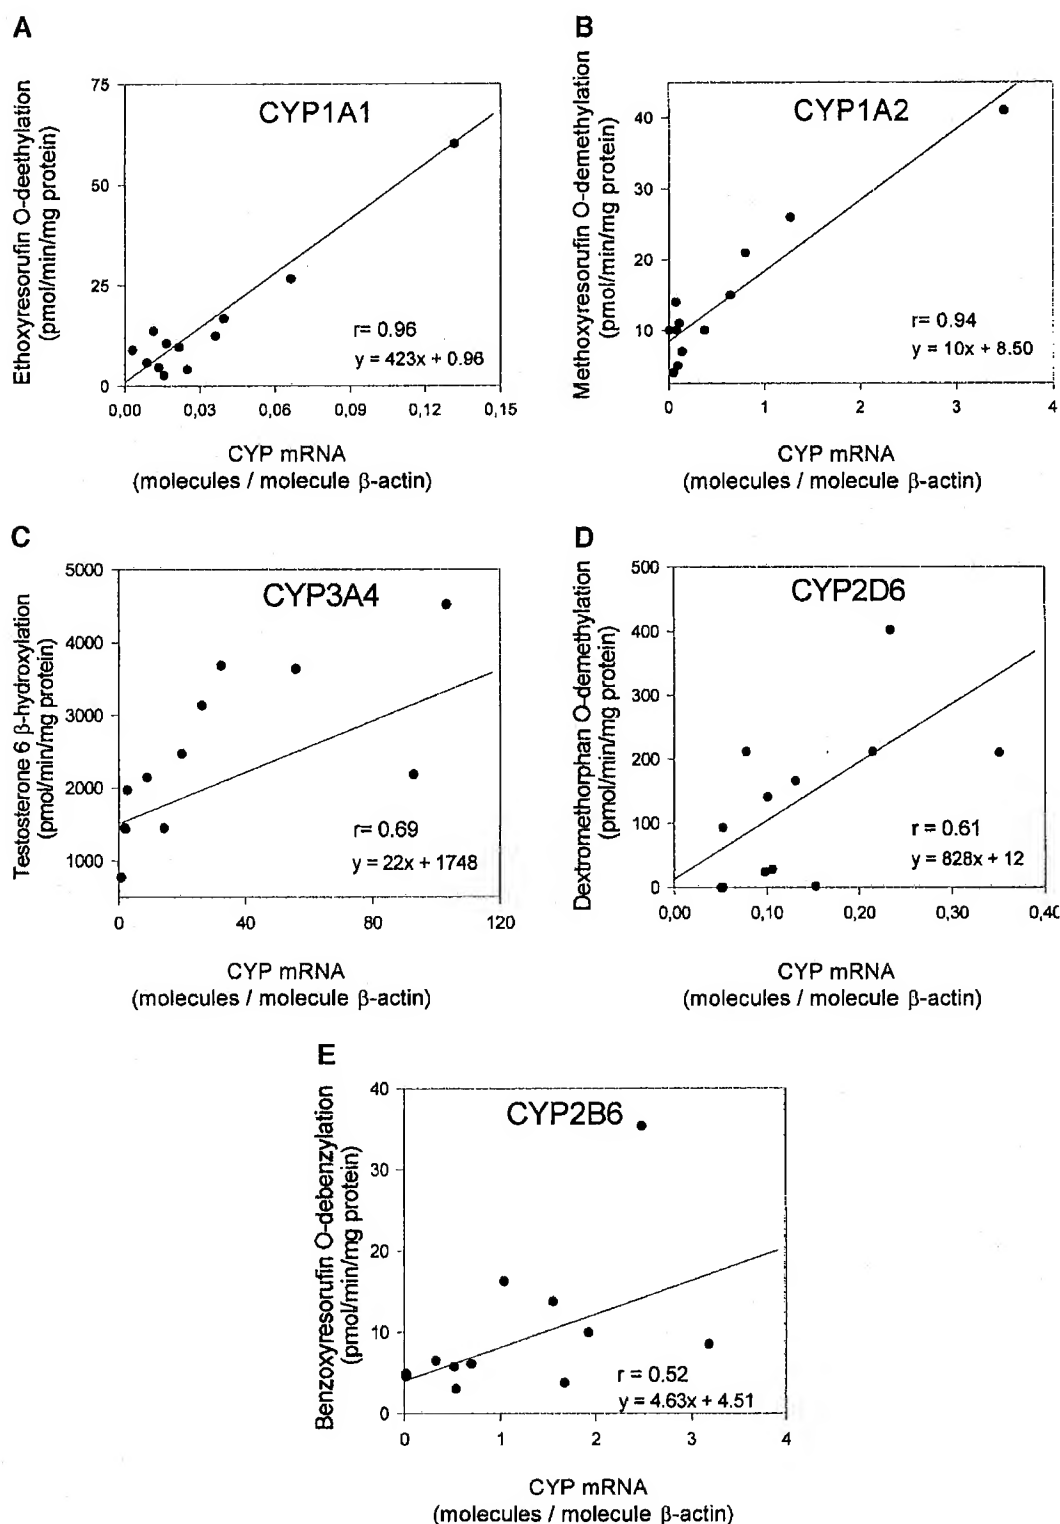 A
Ethoxyresorufin O-deethylation
(pmol/min/mg protein)
CYP1A1
75
50
25
0
r= 0.96
y = 423x + 0.96
0,00 0,03 0,06 0,09 0,12 0,15
CYP mRNA
(molecules / molecule β-actin)
B
Methoxyresorufin O-demethylation
(pmol/min/mg protein)
CYP1A2
40
30
20
10
r= 0.94
y = 10x + 8.50
0 1 2 3 4
CYP mRNA
(molecules / molecule β-actin)
C
Testosterone 6 β-hydroxylation
(pmol/min/mg protein)
CYP3A4
5000
4000
3000
2000
1000
r= 0.69
y = 22x + 1748
0 40 80 120
CYP mRNA
(molecules / molecule β-actin)
D
Dextromethorphan O-demethylation
(pmol/min/mg protein)
CYP2D6
500
400
300
200
100
0
r = 0.61
y = 828x + 12
0,00 0,10 0,20 0,30 0,40
CYP mRNA
(molecules / molecule β-actin)
E
Benzoxyresorufin O-debenzylation
(pmol/min/mg protein)
CYP2B6
40
30
20
10
0
r = 0.52
y = 4.63x + 4.51
0 1 2 3 4
CYP mRNA
(molecules / molecule β-actin)